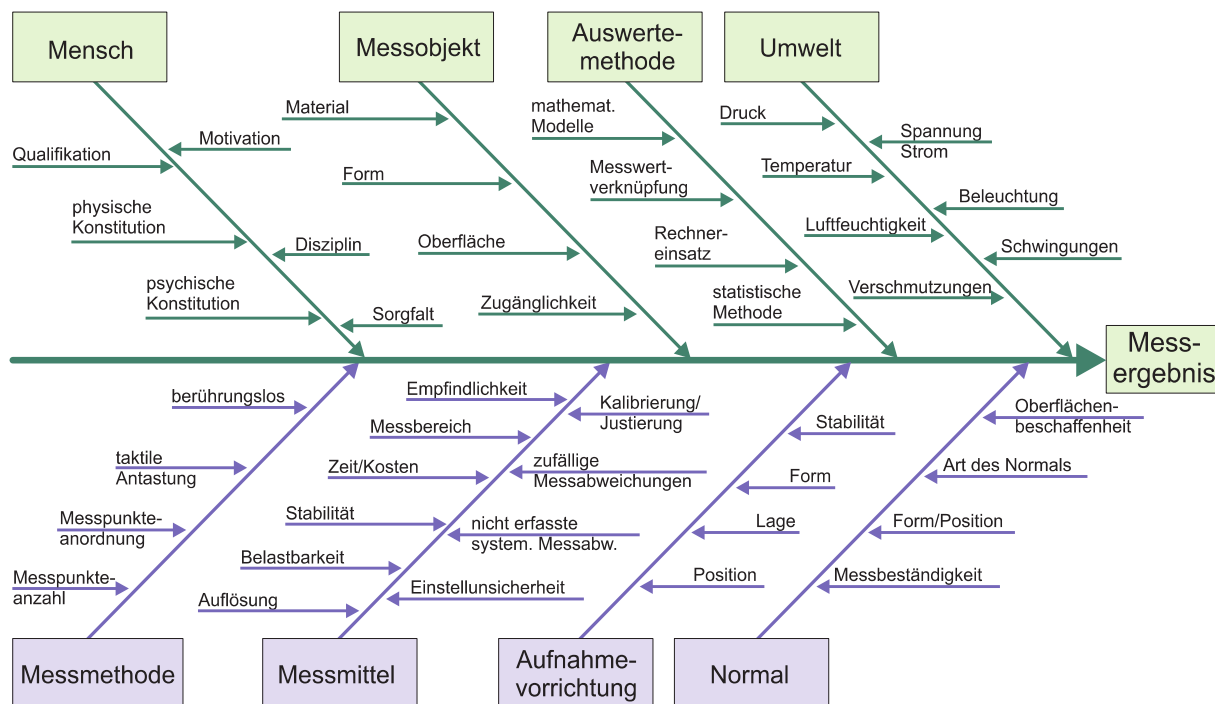 Mensch
Messobjekt
Auswerte-
methode
Umwelt
Motivation
Qualifikation
physische
Konstitution
Disziplin
psychische
Konstitution
Sorgfalt
Material
Form
Oberfläche
Zugänglichkeit
mathemat.
Modelle
Messwert-
verknüpfung
Rechner-
einsatz
statistische
Methode
Druck
Spannung
Strom
Temperatur
Beleuchtung
Luftfeuchtigkeit
Schwingungen
Verschmutzungen
Mess-
ergebnis
berührungslos
taktile
Antastung
Messpunkte-
anordnung
Messpunkte-
anzahl
Empfindlichkeit
Kalibrierung/
Justierung
Messbereich
zufällige
Messabweichungen
Zeit/Kosten
Stabilität
nicht erfasste
system. Messabw.
Belastbarkeit
Einstellunsicherheit
Auflösung
Stabilität
Form
Lage
Position
Oberflächen-
beschaffenheit
Art des Normals
Form/Position
Messbeständigkeit
Messmethode
Messmittel
Aufnahme-
vorrichtung
Normal